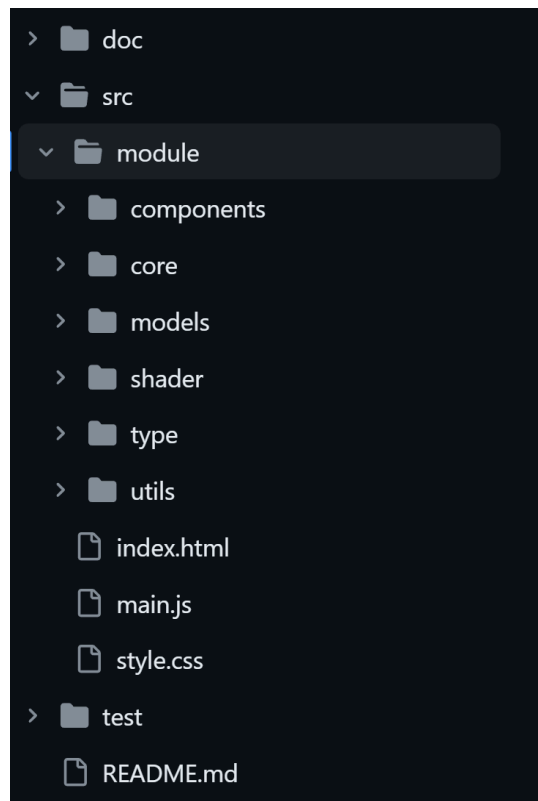 doc
src
module
components
core
models
shader
type
utils
index.html
main.js
style.css
test
README.md